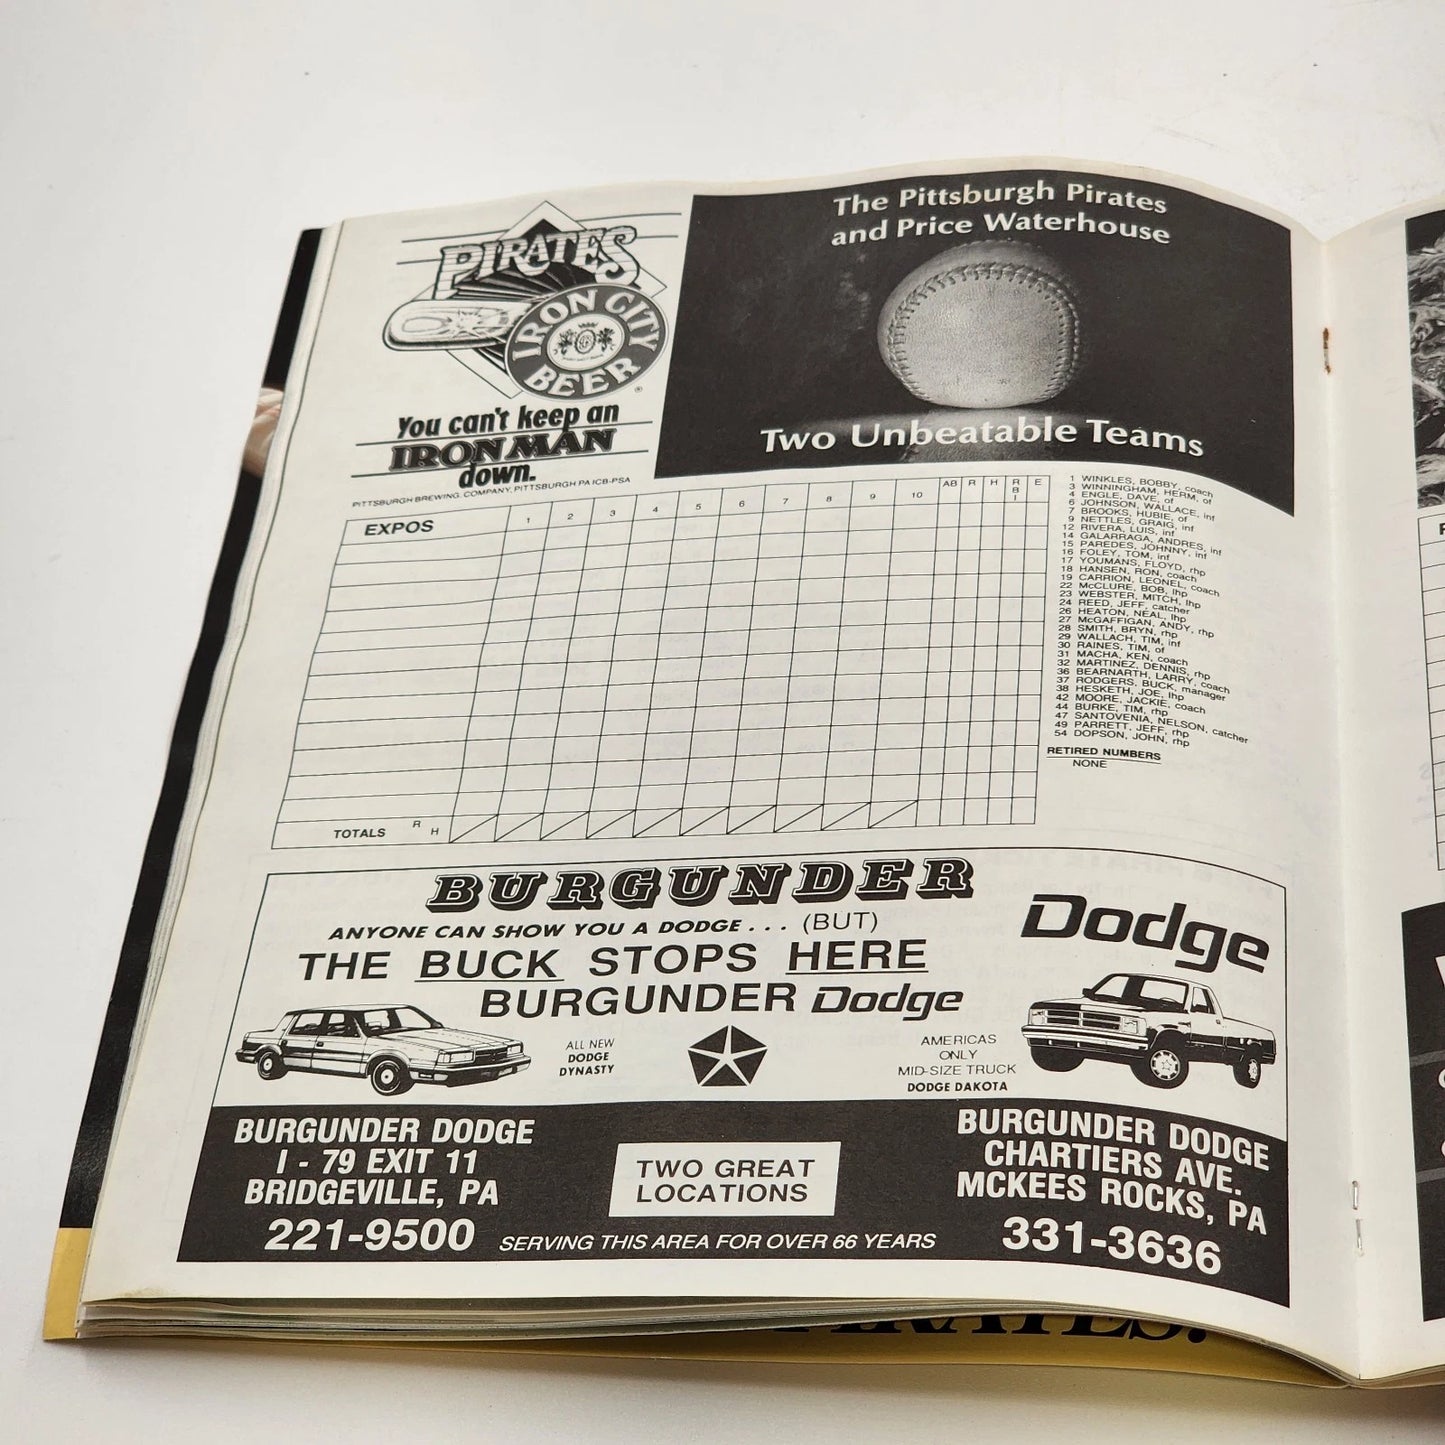 PIRATES
IRON CITY
BEER
®
You can't keep an
IRON MAN
down.
PITTSBURGH BREWING, COMPANY, PITTSBURGH PA ICB-PSA
The Pittsburgh Pirates
and Price Waterhouse
Two Unbeatable Teams
EXPOS 1 2 3 4 5 6 7 8 9 10 AB R H RBI E
TOTALS R H
1 WINKLES, BOBBY, coach
3 WINNINGHAM, HERM, of
4 ENGLE, DAVE, of
6 JOHNSON, WALLACE, inf
7 BROOKS, HUBIE, of
9 NETTLES, GRAIG, inf
12 RIVERA, LUIS, inf
14 GALARRAGA, ANDRES, inf
15 PAREDES, JOHNNY, inf
16 FOLEY, TOM, inf
17 YOUMANS, FLOYD, rhp
18 HANSEN, RON, coach
19 CARRION, LEONEL, coach
22 McCLURE, BOB, lhp
23 WEBSTER, MITCH, lhp
24 REED, JEFF, catcher
26 HEATON, NEAL, lhp
27 McGAFFIGAN, ANDY, rhp
28 SMITH, BRYN, rhp
29 WALLACH, TIM, inf
30 RAINES, TIM, of
31 MACHA, KEN, coach
32 MARTINEZ, DENNIS, rhp
36 BEARNARTH, LARRY, coach
37 RODGERS, BUCK, manager
38 HESKETH, JOE, lhp
42 MOORE, JACKIE, coach
44 BURKE, TIM, rhp
47 SANTOVENIA, NELSON, catcher
49 PARRETT, JEFF, rhp
54 DOPSON, JOHN, rhp
RETIRED NUMBERS
NONE
BURGUNDER
ANYONE CAN SHOW YOU A DODGE . . . (BUT)
THE BUCK STOPS HERE
BURGUNDER Dodge
Dodge
ALL NEW
DODGE
DYNASTY
AMERICAS
ONLY
MID-SIZE TRUCK
DODGE DAKOTA
BURGUNDER DODGE
I - 79 EXIT 11
BRIDGEVILLE, PA
221-9500
TWO GREAT
LOCATIONS
SERVING THIS AREA FOR OVER 66 YEARS
BURGUNDER DODGE
CHARTIERS AVE.
MCKEES ROCKS, PA
331-3636
PIRATES!